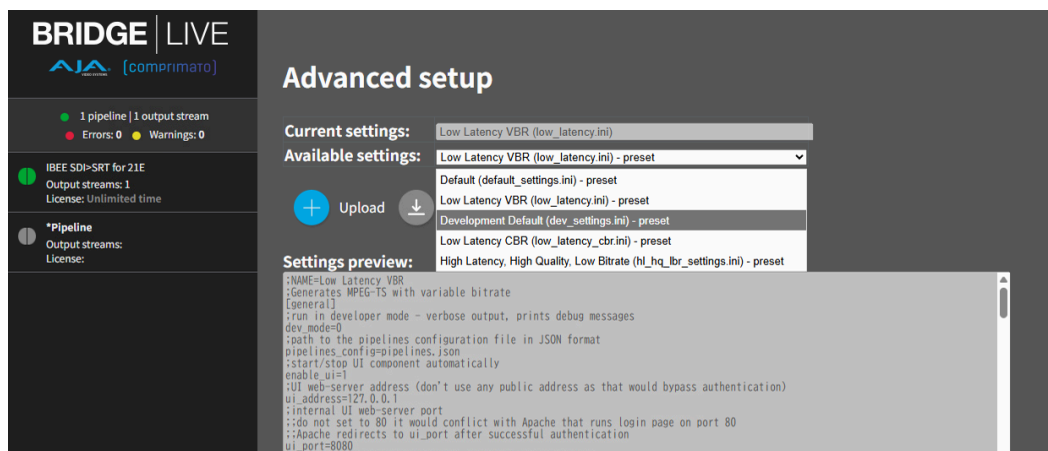 BRIDGE | LIVE
AJA VIDEO SYSTEMS [comprimato]
1 pipeline | 1 output stream
Errors: 0 Warnings: 0
IBEE SDI>SRT for 21E
Output streams: 1
License: Unlimited time
*Pipeline
Output streams:
License:
Advanced setup
Current settings: Low Latency VBR (low_latency.ini)
Available settings: Low Latency VBR (low_latency.ini) - preset
Default (default_settings.ini) - preset
Low Latency VBR (low_latency.ini) - preset
Development Default (dev_settings.ini) - preset
Low Latency CBR (low_latency_cbr.ini) - preset
High Latency, High Quality, Low Bitrate (hl_hq_lbr_settings.ini) - preset
Upload
Settings preview:
;NAME=Low Latency VBR
;Generates MPEG-TS with variable bitrate
[general]
;run in developer mode - verbose output, prints debug messages
dev_mode=0
;path to the pipelines configuration file in JSON format
pipelines_config=pipelines.json
;start/stop UI component automatically
enable_ui=1
;UI web-server address (don't use any public address as that would bypass authentication)
ui_address=127.0.0.1
;internal UI web-server port
;;do not set to 80 it would conflict with Apache that runs login page on port 80
;;Apache redirects to ui_port after successful authentication
ui_port=8080